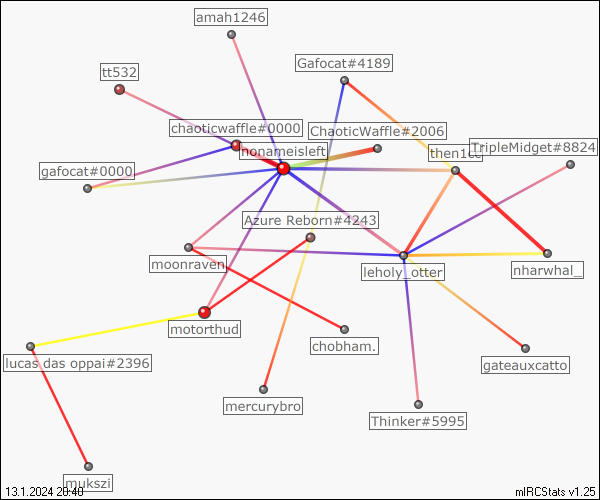 amah1246
Gafocat#4189
tt532
chaoticwaffle#0000
ChaoticWaffle#2006
nonameisleft
TripleMidget#8824
gafocat#0000
Azure Reborn#4243
moonraven.
leholy_otter
nharwhal_
motorthud
chobham.
lucas das oppai#2396
gateauxcatto
mercurybro
Thinker#5995
mukszi
13.1.2024 20:40
mIRCStats v1.25